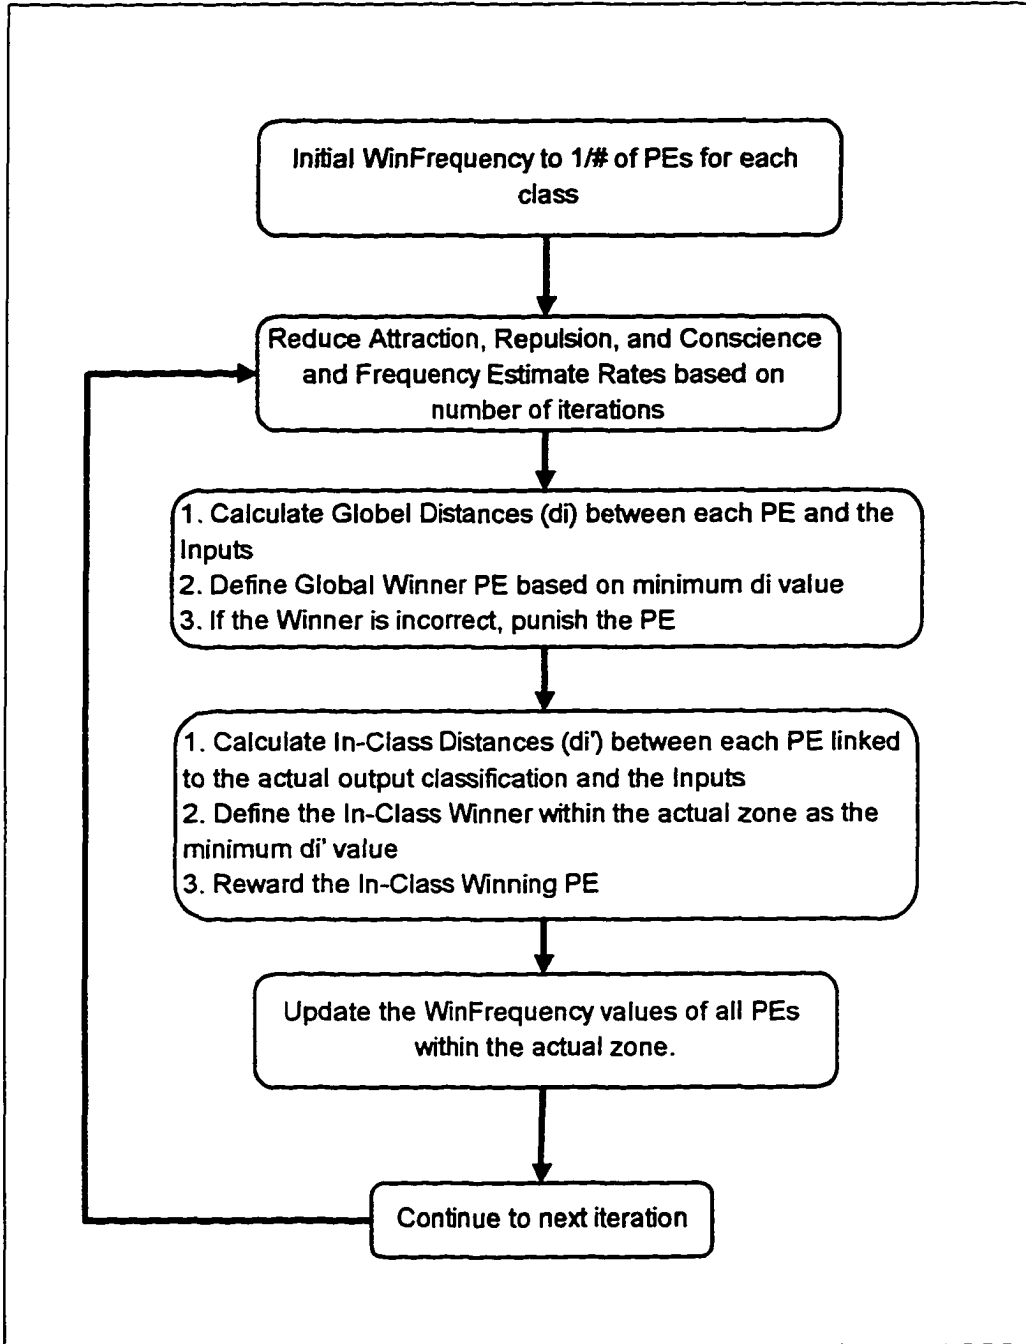 Initial WinFrequency to 1/# of PEs for each
class
Reduce Attraction, Repulsion, and Conscience
and Frequency Estimate Rates based on
number of iterations
1. Calculate Globel Distances (di) between each PE and the
Inputs
2. Define Global Winner PE based on minimum di value
3. If the Winner is incorrect, punish the PE
1. Calculate In-Class Distances (di') between each PE linked
to the actual output classification and the Inputs
2. Define the In-Class Winner within the actual zone as the
minimum di' value
3. Reward the In-Class Winning PE
Update the WinFrequency values of all PEs
within the actual zone.
Continue to next iteration